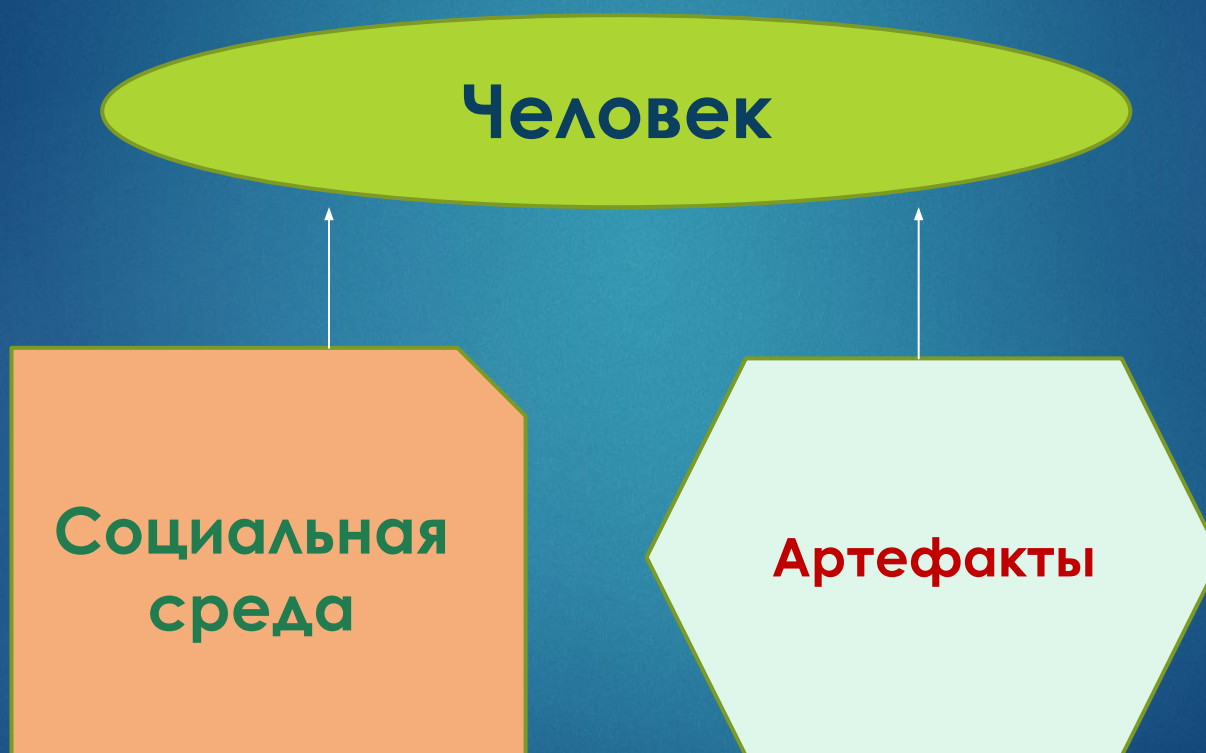 Человек
Социальная
среда
Артефакты